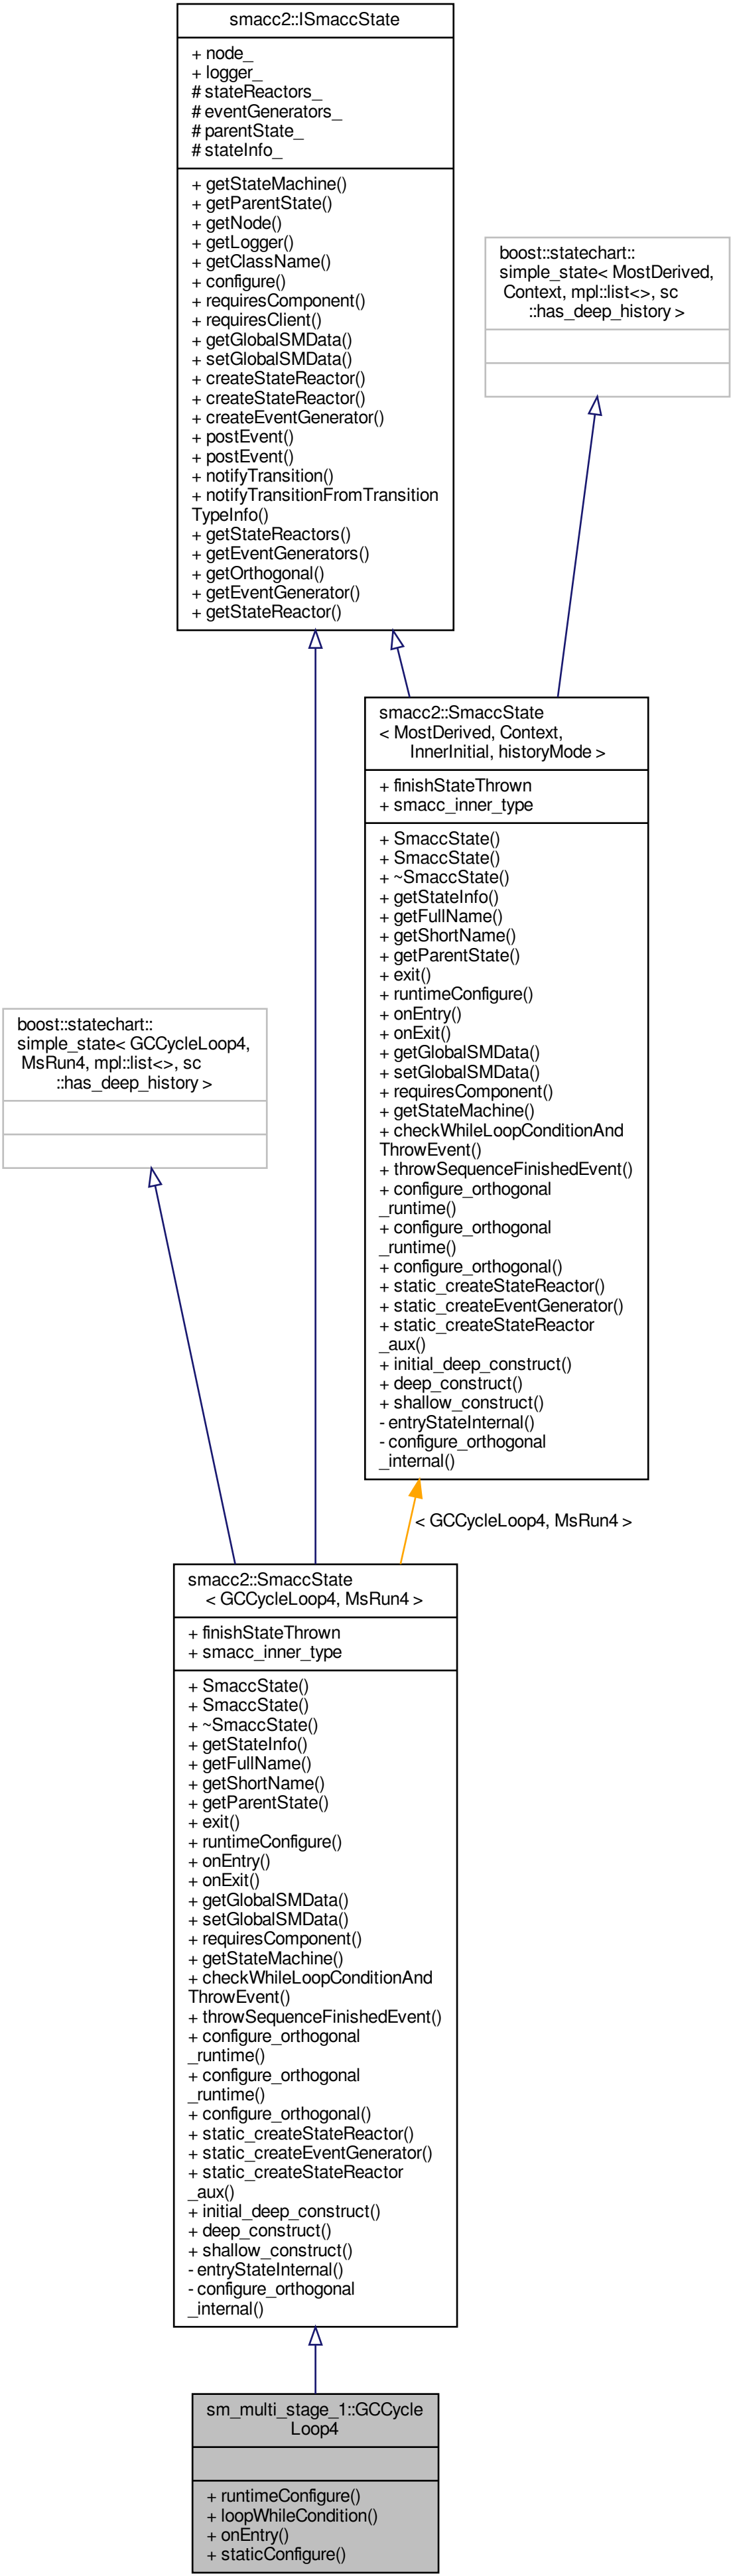 smacc2::ISmaccState
+ node_
+ logger_
# stateReactors_
# eventGenerators_
# parentState_
# stateInfo_
+ getStateMachine()
+ getParentState()
+ getNode()
+ getLogger()
+ getClassName()
+ configure()
+ requiresComponent()
+ requiresClient()
+ getGlobalSMData()
+ setGlobalSMData()
+ createStateReactor()
+ createStateReactor()
+ createEventGenerator()
+ postEvent()
+ postEvent()
+ notifyTransition()
+ notifyTransitionFromTransition
TypeInfo()
+ getStateReactors()
+ getEventGenerators()
+ getOrthogonal()
+ getEventGenerator()
+ getStateReactor()
boost::statechart::
simple_state< MostDerived,
Context, mpl::list<>, sc
::has_deep_history >
smacc2::SmaccState
< MostDerived, Context,
InnerInitial, historyMode >
+ finishStateThrown
+ smacc_inner_type
+ SmaccState()
+ SmaccState()
+ ~SmaccState()
+ getStateInfo()
+ getFullName()
+ getShortName()
+ getParentState()
+ exit()
+ runtimeConfigure()
+ onEntry()
+ onExit()
+ getGlobalSMData()
+ setGlobalSMData()
+ requiresComponent()
+ getStateMachine()
+ checkWhileLoopConditionAnd
ThrowEvent()
+ throwSequenceFinishedEvent()
+ configure_orthogonal
_runtime()
+ configure_orthogonal
_runtime()
+ configure_orthogonal()
+ static_createStateReactor()
+ static_createEventGenerator()
+ static_createStateReactor
_aux()
+ initial_deep_construct()
+ deep_construct()
+ shallow_construct()
- entryStateInternal()
- configure_orthogonal
_internal()
boost::statechart::
simple_state< GCCycleLoop4,
MsRun4, mpl::list<>, sc
::has_deep_history >
< GCCycleLoop4, MsRun4 >
smacc2::SmaccState
< GCCycleLoop4, MsRun4 >
+ finishStateThrown
+ smacc_inner_type
+ SmaccState()
+ SmaccState()
+ ~SmaccState()
+ getStateInfo()
+ getFullName()
+ getShortName()
+ getParentState()
+ exit()
+ runtimeConfigure()
+ onEntry()
+ onExit()
+ getGlobalSMData()
+ setGlobalSMData()
+ requiresComponent()
+ getStateMachine()
+ checkWhileLoopConditionAnd
ThrowEvent()
+ throwSequenceFinishedEvent()
+ configure_orthogonal
_runtime()
+ configure_orthogonal
_runtime()
+ configure_orthogonal()
+ static_createStateReactor()
+ static_createEventGenerator()
+ static_createStateReactor
_aux()
+ initial_deep_construct()
+ deep_construct()
+ shallow_construct()
- entryStateInternal()
- configure_orthogonal
_internal()
sm_multi_stage_1::GCCycle
Loop4
+ runtimeConfigure()
+ loopWhileCondition()
+ onEntry()
+ staticConfigure()